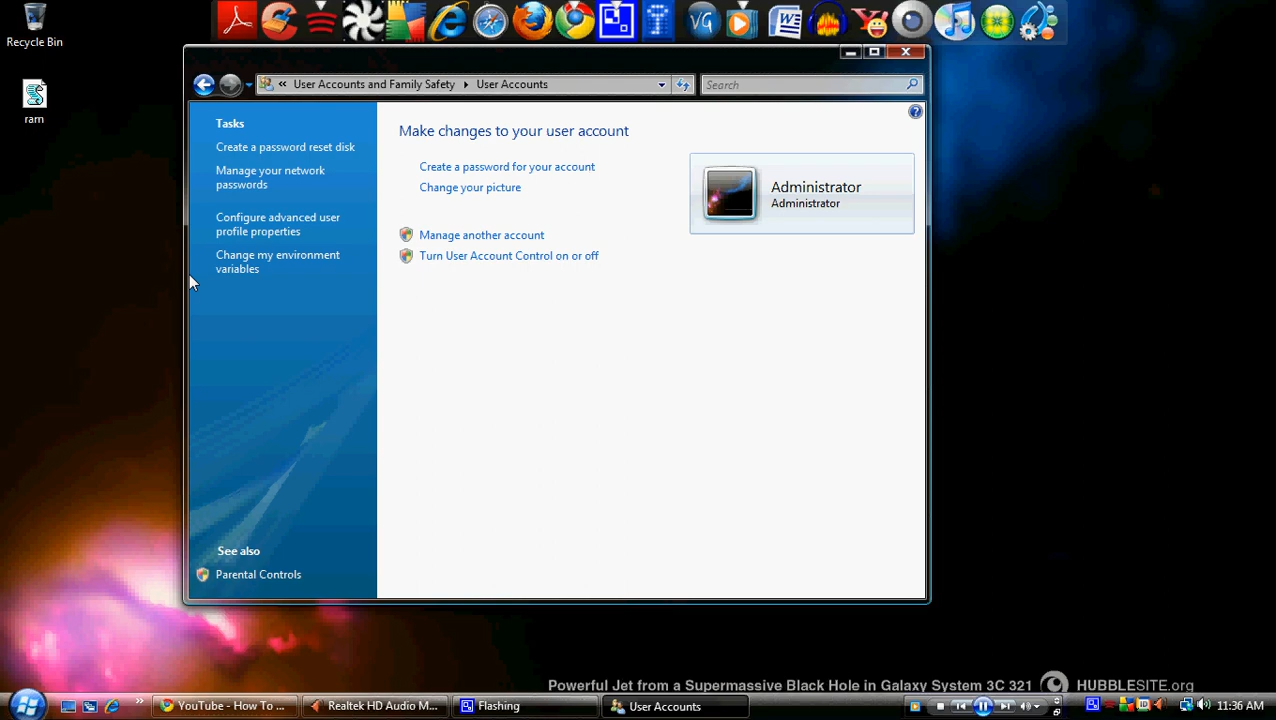 Recycle Bin
ram
User Accounts and Family Safety
User Accounts
Search
Tasks
Create a password reset disk
Manage your network
passwords
Configure advanced user
profile properties
Change my environment
variables
See also
Parental Controls
Make changes to your user account
Create a password for your account
Change your picture
Manage another account
Turn User Account Control on or off
Administrator
Administrator
VG
W
Powerful Jet from a Supermassive Black Hole in Galaxy System 3C 321
HUBBLESITE.org
YouTube - How To ...
Realtek HD Audio M...
Flashing
User Accounts
11:36 AM